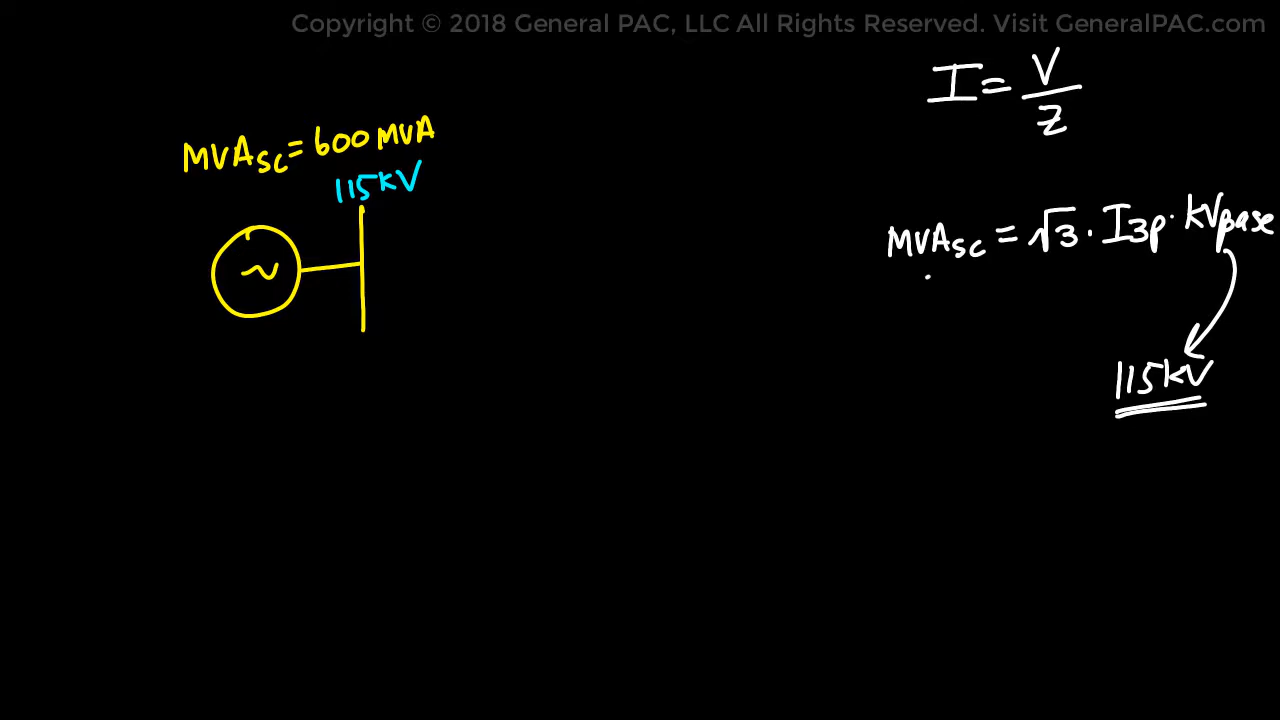 Copyright © 2018 General PAC, LLC All Rights Reserved. Visit GeneralPAC.com
I = V/Z
MVAsc = 600 MVA
115kV
~
MVAsc = √3 · I3p · kVbase
115kV